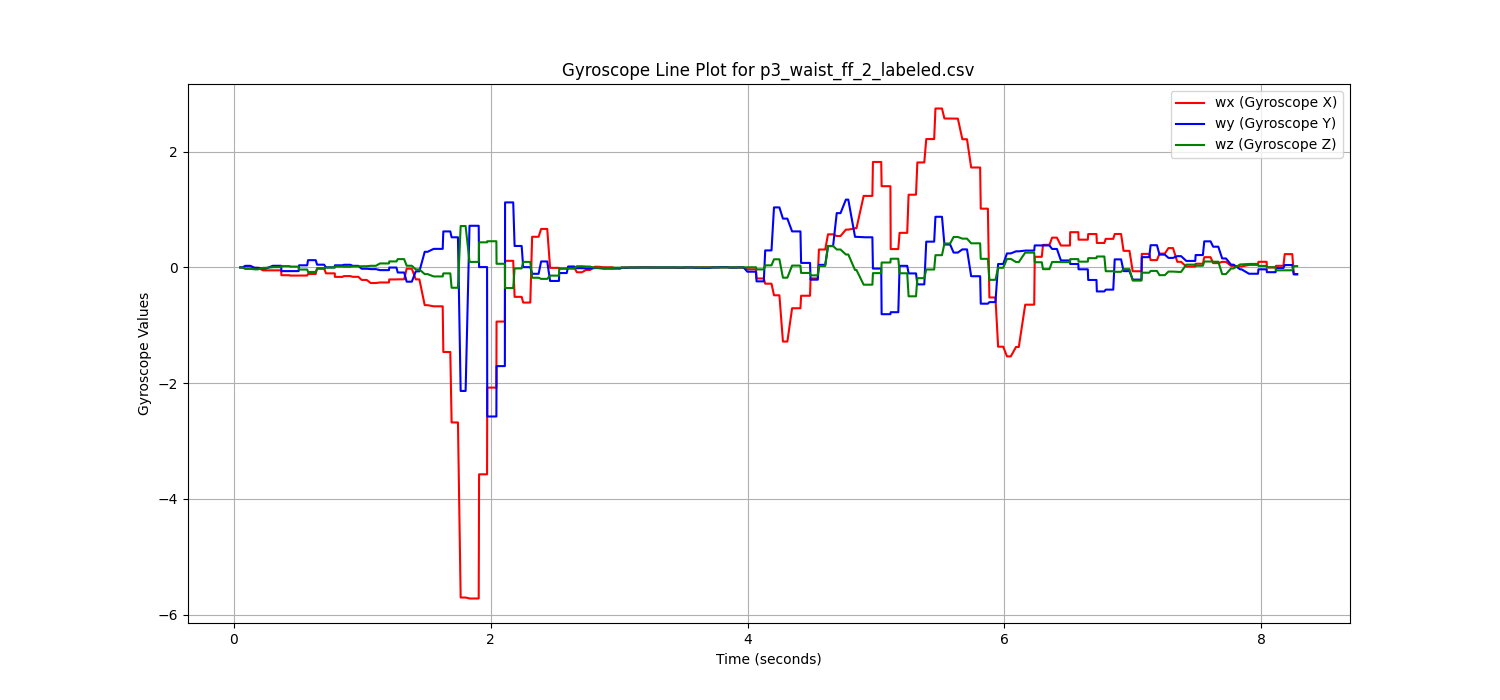 Gyroscope Line Plot for p3_waist_ff_2_labeled.csv
wx (Gyroscope X)
wy (Gyroscope Y)
wz (Gyroscope Z)
Gyroscope Values
2
0
−2
−4
−6
0 2 4 6 8
Time (seconds)